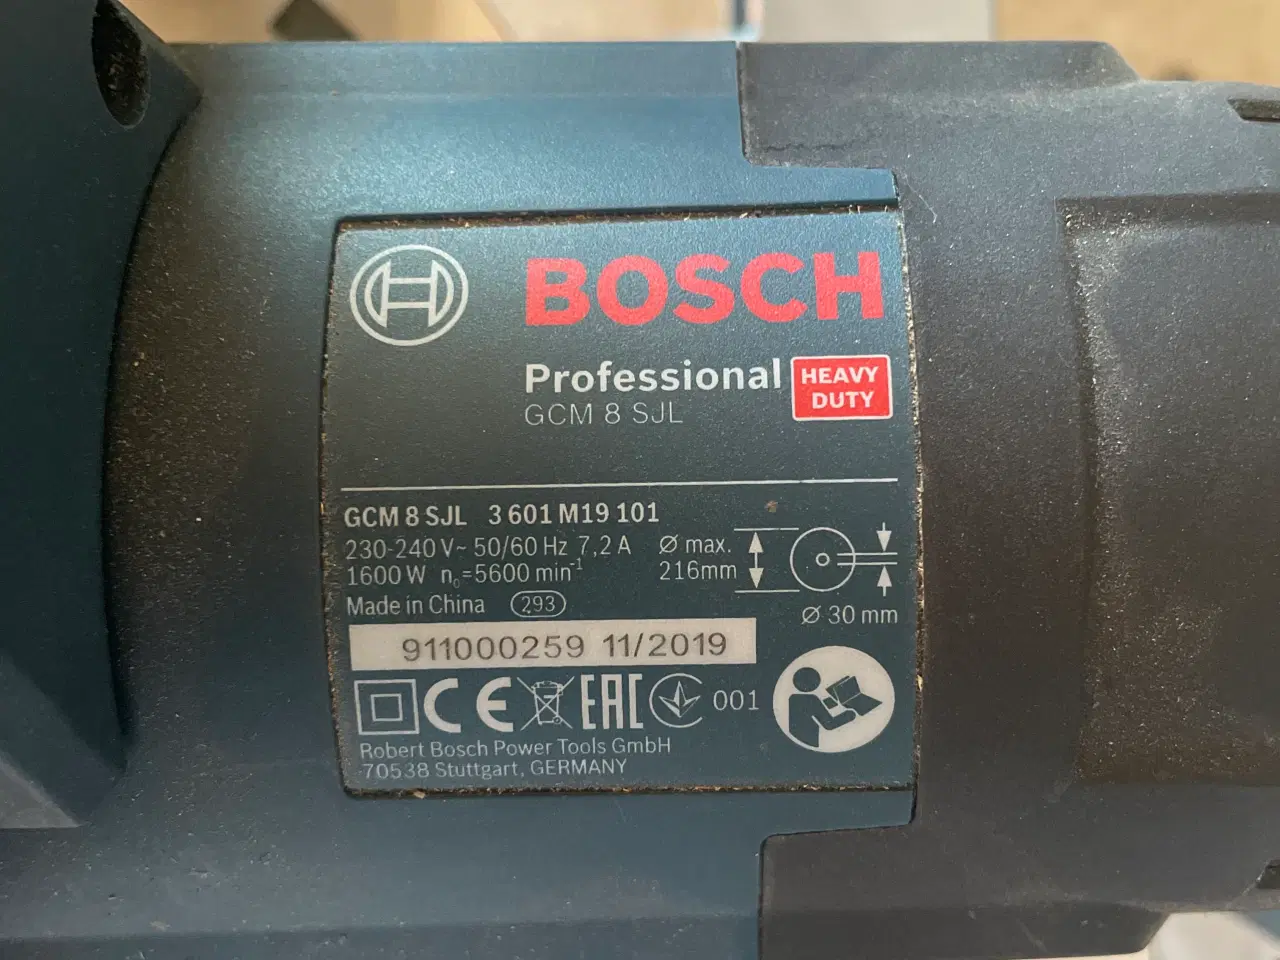 BOSCH
Professional HEAVY DUTY
GCM 8 SJL
GCM 8 SJL 3 601 M19 101
230-240 V~ 50/60 Hz 7,2 A
1600 W n₀=5600 min⁻¹
Ø max.
216mm
Ø 30 mm
Made in China 293
911000259 11/2019
CE EAC 001
Robert Bosch Power Tools GmbH
70538 Stuttgart, GERMANY